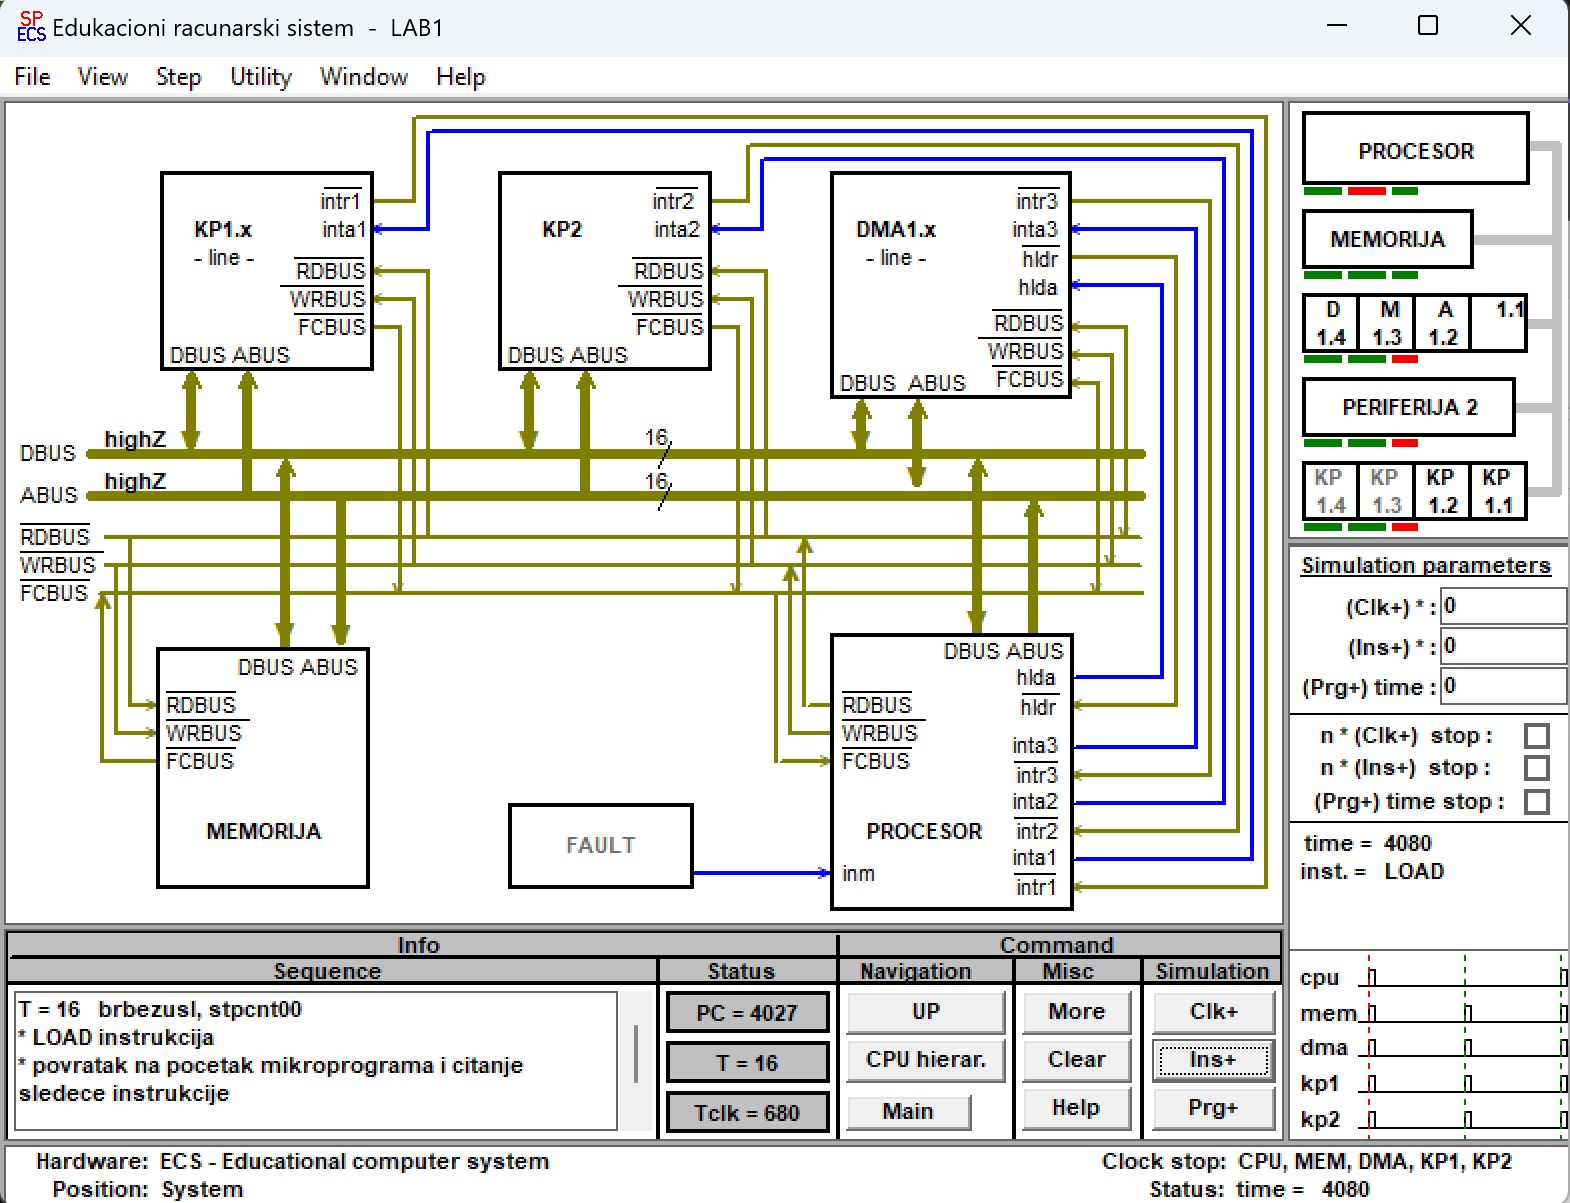 SP
ECS Edukacioni racunarski sistem - LAB1
File View Step Utility Window Help
intr1
KP1.x
inta1
- line -
RDBUS
WRBUS
FCBUS
DBUS ABUS
intr2
KP2
inta2
RDBUS
WRBUS
FCBUS
DBUS ABUS
intr3
DMA1.x
inta3
- line -
hldr
hlda
RDBUS
WRBUS
FCBUS
DBUS ABUS
DBUS highZ 16
ABUS highZ 16
RDBUS
WRBUS
FCBUS
DBUS ABUS
RDBUS
WRBUS
FCBUS
MEMORIJA
FAULT
DBUS ABUS
hlda
RDBUS
hldr
WRBUS
inta3
FCBUS
intr3
inta2
PROCESOR
intr2
inta1
inm
intr1
PROCESOR
MEMORIJA
D M A 1.1
1.4 1.3 1.2
PERIFERIJA 2
KP KP KP KP
1.4 1.3 1.2 1.1
Simulation parameters
(Clk+) * : 0
(Ins+) * : 0
(Prg+) time : 0
n * (Clk+) stop :
n * (Ins+) stop :
(Prg+) time stop :
time = 4080
inst. = LOAD
cpu
mem
dma
kp1
kp2
Info
Command
Sequence
Status
Navigation
Misc
Simulation
T = 16 brbezusl, stpcnt00
* LOAD instrukcija
* povratak na pocetak mikroprograma i citanje
sledece instrukcije
PC = 4027
T = 16
Tclk = 680
UP
CPU hierar.
Main
More
Clear
Help
Clk+
Ins+
Prg+
Hardware: ECS - Educational computer system
Position: System
Clock stop: CPU, MEM, DMA, KP1, KP2
Status: time = 4080